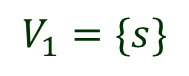 V₁ = {s}